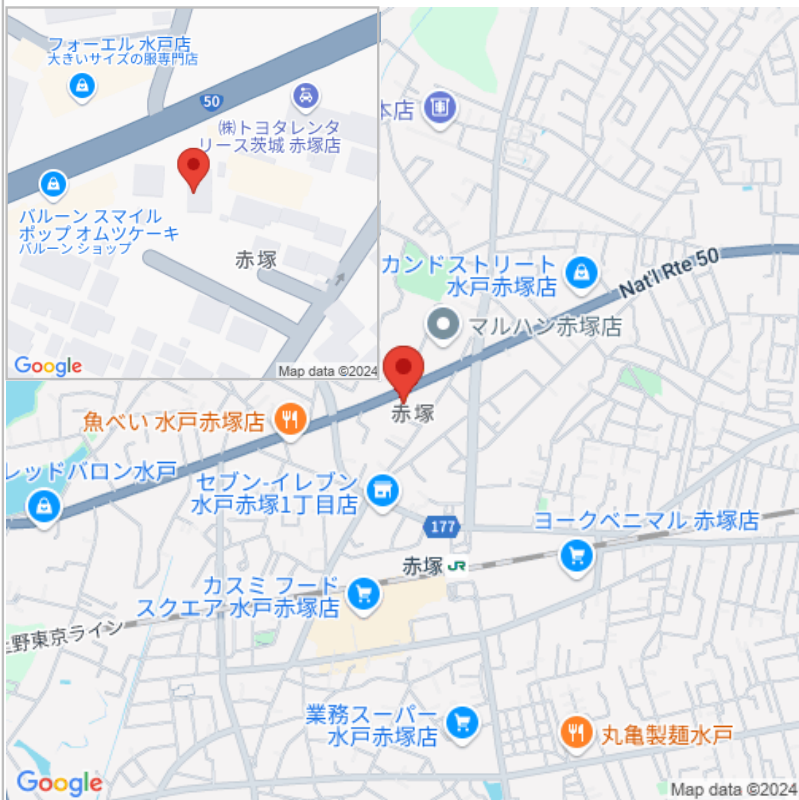 フォーエル 水戸店
大きいサイズの服専門店
50
㈱トヨタレンタ
リース茨城 赤塚店
バルーン スマイル
ポップ オムツケーキ
バルーン ショップ
赤塚
Google
Map data ©2024
本店
カンドストリート
水戸赤塚店
Nat'l Rte 50
マルハン赤塚店
赤塚
魚べい 水戸赤塚店
レッドバロン水戸
セブン-イレブン
水戸赤塚1丁目店
177
ヨークベニマル 赤塚店
赤塚 JR
カスミ フード
スクエア 水戸赤塚店
野東京ライン
業務スーパー
水戸赤塚店
丸亀製麺水戸
Google
Map data ©2024